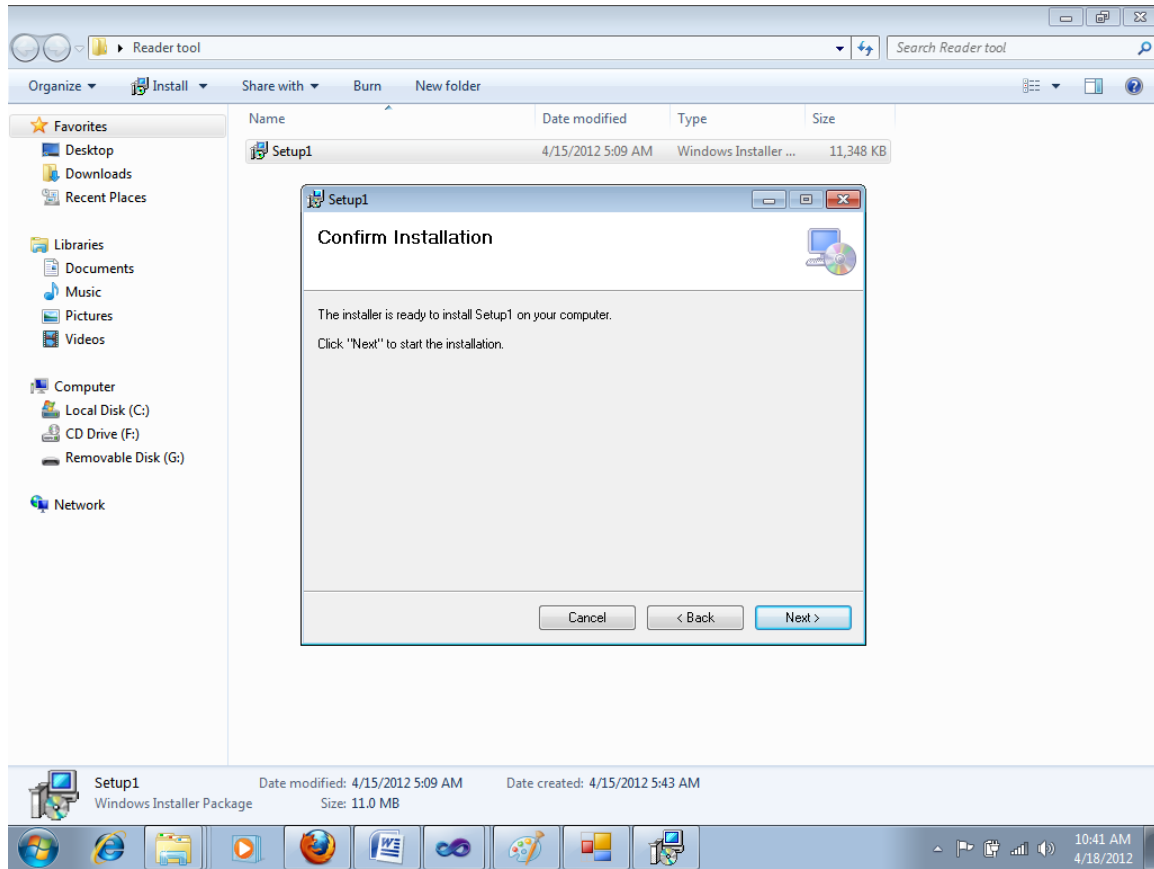 Reader tool
Search Reader tool
Organize Install Share with Burn New folder
Name Date modified Type Size
Setup1 4/15/2012 5:09 AM Windows Installer ... 11,348 KB
Favorites
Desktop
Downloads
Recent Places
Libraries
Documents
Music
Pictures
Videos
Computer
Local Disk (C:)
CD Drive (F:)
Removable Disk (G:)
Network
Setup1
Confirm Installation
The installer is ready to install Setup1 on your computer.
Click "Next" to start the installation.
Cancel < Back Next >
Setup1 Date modified: 4/15/2012 5:09 AM Date created: 4/15/2012 5:43 AM
Windows Installer Package Size: 11.0 MB
10:41 AM
4/18/2012